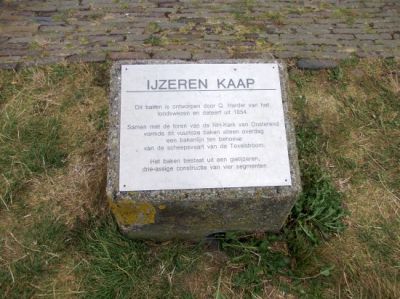 IJZEREN KAAP
Dit baken is ontworpen door Q. Harder van het
loodswezen en dateert uit 1854.
Samen met de toren van de NH-Kerk van Oosterend
vormde dit vuurloze baken alleen overdag
een bakenlijn ten behoeve
van de scheepsvaart van de Texelstroom.
Het baken bestaat uit een gietijzeren,
drie-assige constructie van vier segmenten.